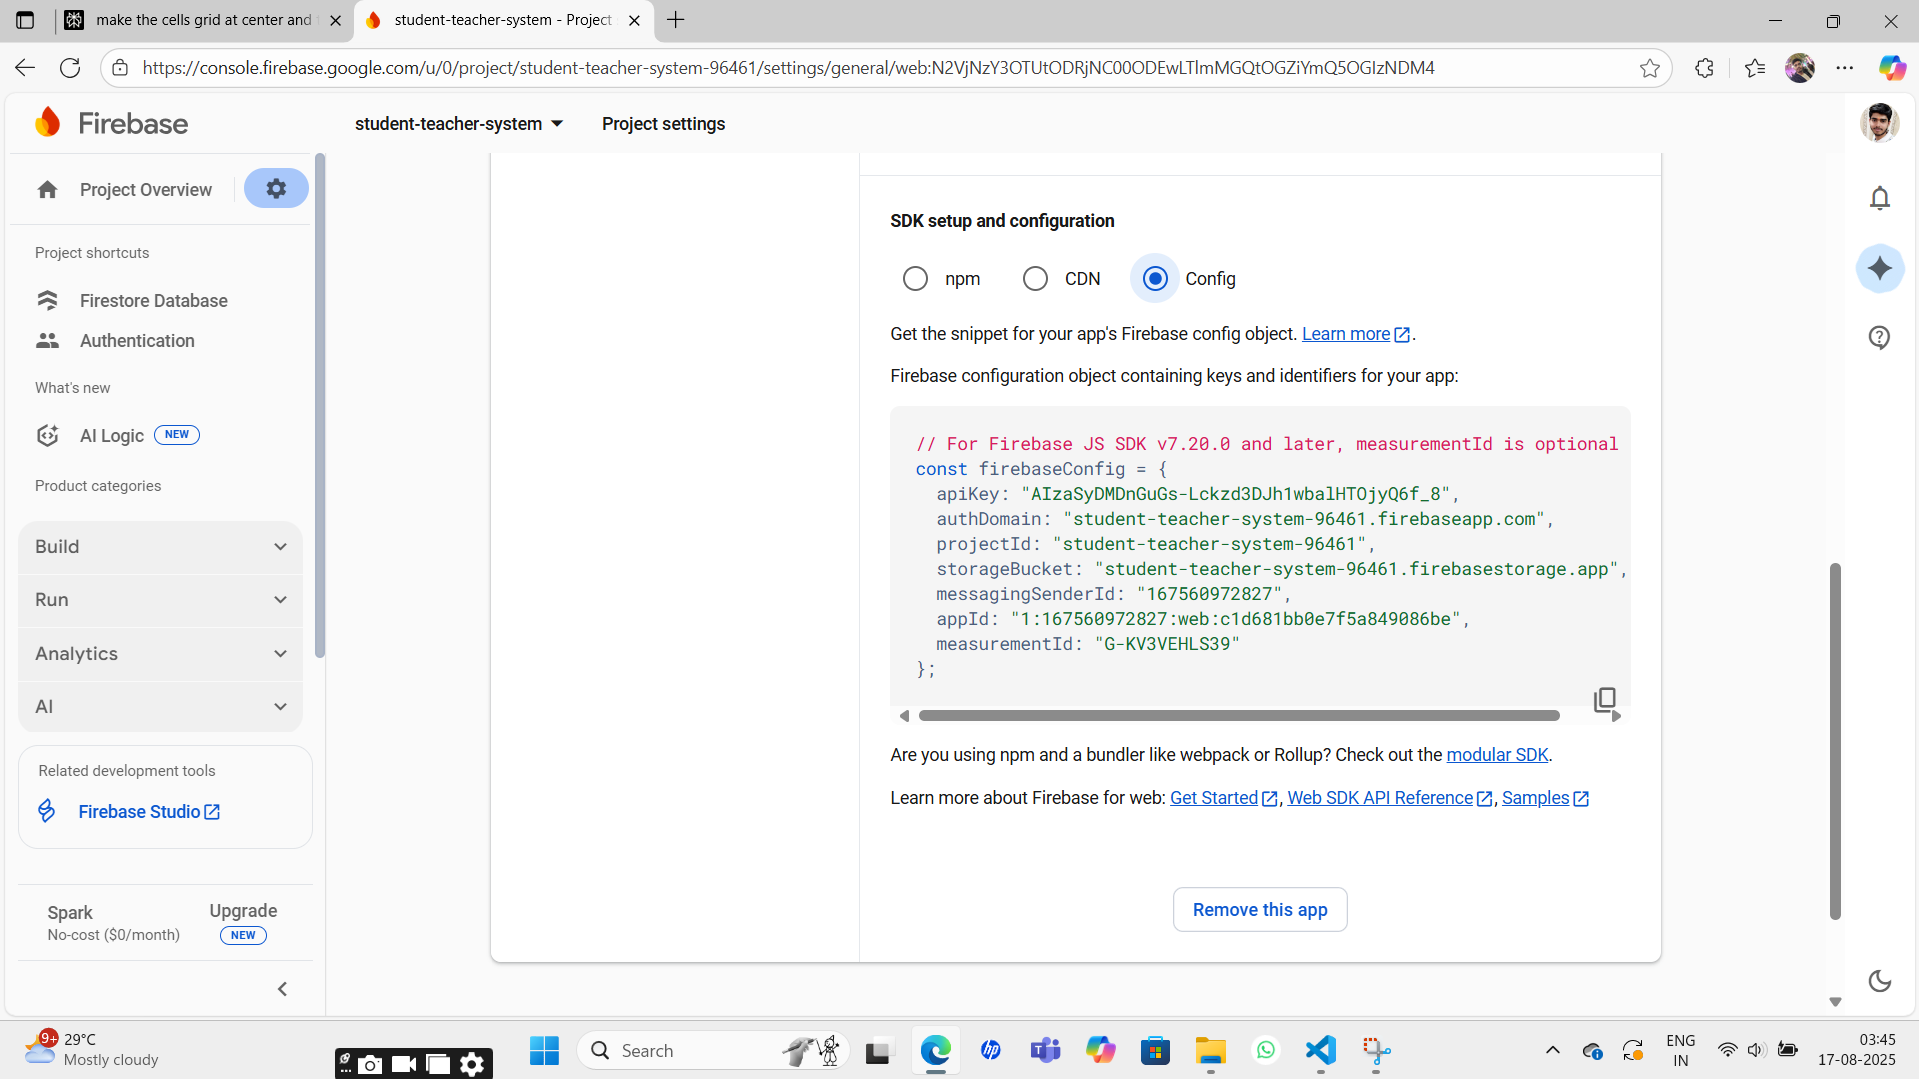 make the cells grid at center and
student-teacher-system - Project
https://console.firebase.google.com/u/0/project/student-teacher-system-96461/settings/general/web:N2VjNzY3OTUtODRjNC00ODEwLTlmMGQtOGZiYmQ5OGIzNDM4
Firebase
student-teacher-system
Project settings
Project Overview
Project shortcuts
Firestore Database
Authentication
What's new
AI Logic NEW
Product categories
Build
Run
Analytics
AI
Related development tools
Firebase Studio
Spark
No-cost ($0/month)
Upgrade
NEW
SDK setup and configuration
npm CDN Config
Get the snippet for your app's Firebase config object. Learn more.
Firebase configuration object containing keys and identifiers for your app:
// For Firebase JS SDK v7.20.0 and later, measurementId is optional
const firebaseConfig = {
apiKey: "AIzaSyDMDnGuGs-Lckzd3DJh1wbalHTOjyQ6f_8",
authDomain: "student-teacher-system-96461.firebaseapp.com",
projectId: "student-teacher-system-96461",
storageBucket: "student-teacher-system-96461.firebasestorage.app",
messagingSenderId: "167560972827",
appId: "1:167560972827:web:c1d681bb0e7f5a849086be",
measurementId: "G-KV3VEHLS39"
};
Are you using npm and a bundler like webpack or Rollup? Check out the modular SDK.
Learn more about Firebase for web: Get Started, Web SDK API Reference, Samples
Remove this app
9+
29°C
Mostly cloudy
Search
hp
ENG
IN
03:45
17-08-2025